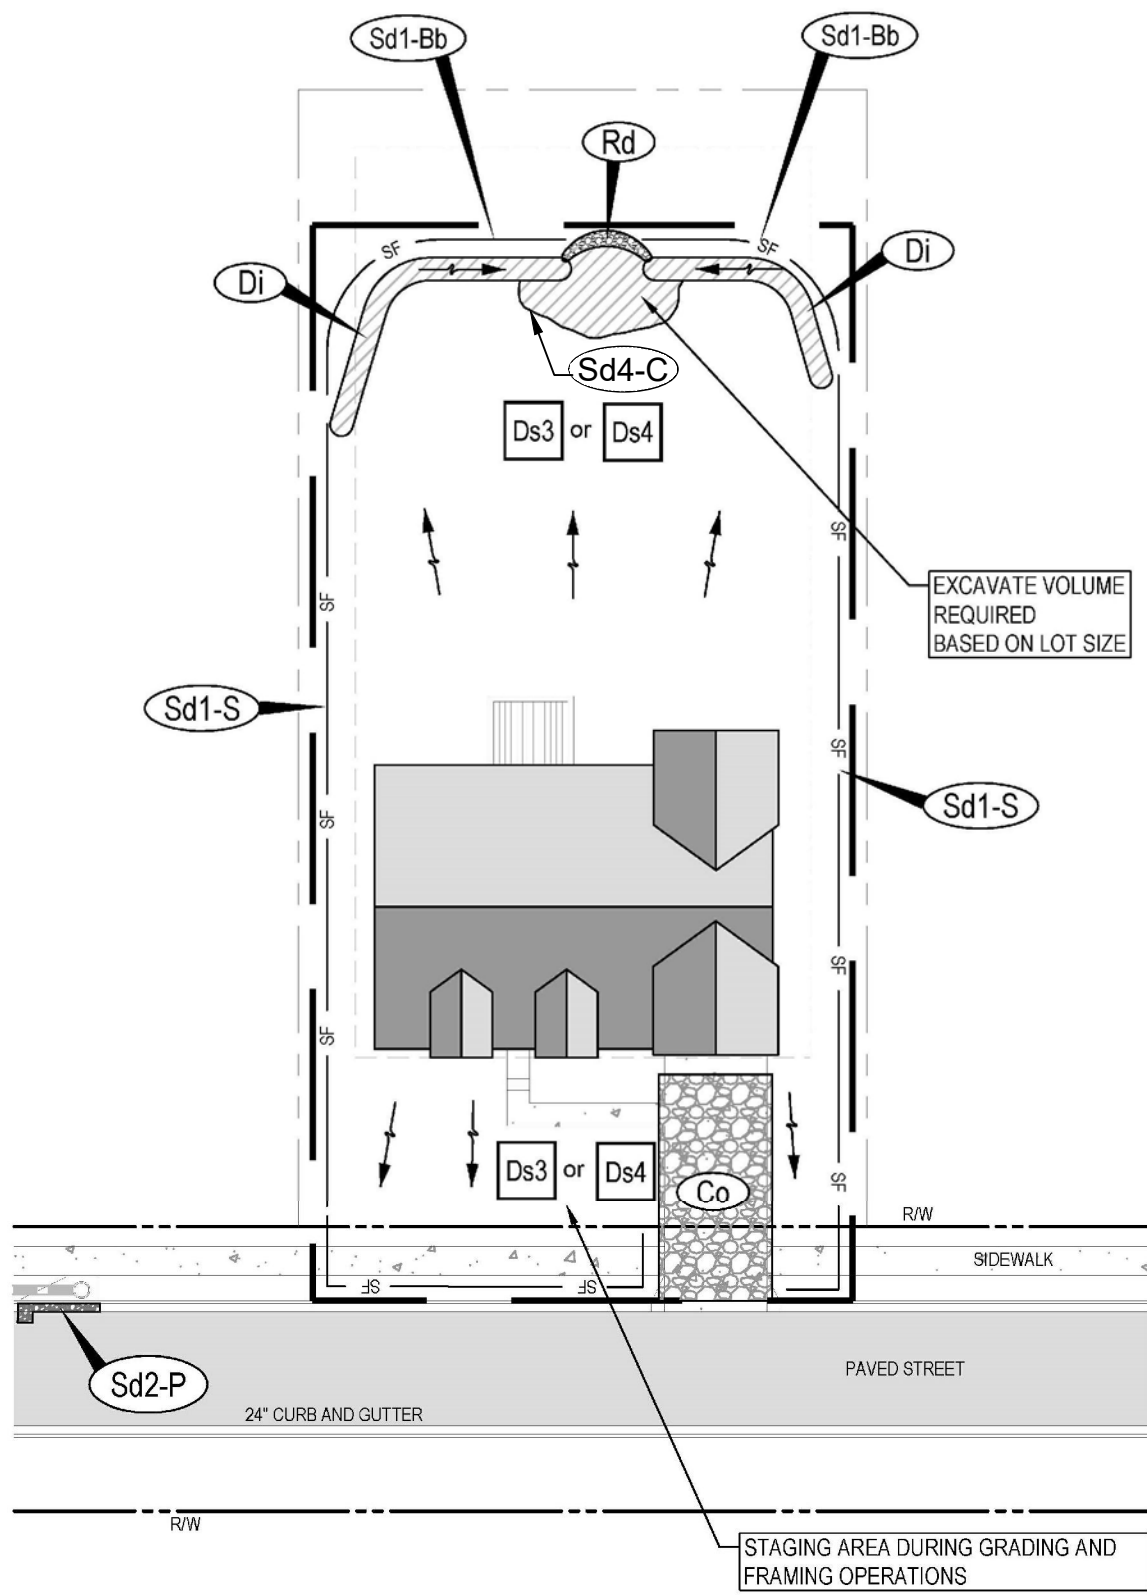 Sd1-Bb
Sd1-Bb
Rd
SF
SF
Di
Di
Sd4-C
Ds3 or Ds4
SF
EXCAVATE VOLUME
REQUIRED
BASED ON LOT SIZE
SF
Sd1-S
SF
Sd1-S
SF
SF
SF
Ds3 or Ds4
Co
SF
R/W
SIDEWALK
SF
SF
PAVED STREET
Sd2-P
24" CURB AND GUTTER
R/W
STAGING AREA DURING GRADING AND
FRAMING OPERATIONS